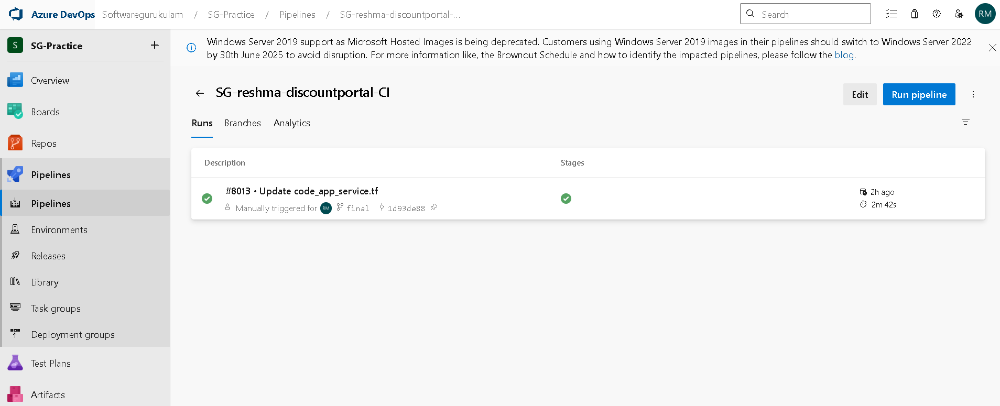 Azure DevOps Softwaregurukulam / SG-Practice / Pipelines / SG-reshma-discountportal-... Search RM
S SG-Practice +
Windows Server 2019 support as Microsoft Hosted Images is being deprecated. Customers using Windows Server 2019 images in their pipelines should switch to Windows Server 2022
by 30th June 2025 to avoid disruption. For more information like, the Brownout Schedule and how to identify the impacted pipelines, please follow the blog.
Overview
Boards
Repos
Pipelines
Pipelines
Environments
Releases
Library
Task groups
Deployment groups
Test Plans
Artifacts
SG-reshma-discountportal-CI
Edit Run pipeline
Runs Branches Analytics
Description Stages
#8013 • Update code_app_service.tf
Manually triggered for RM final 1d93de88
2h ago
2m 42s